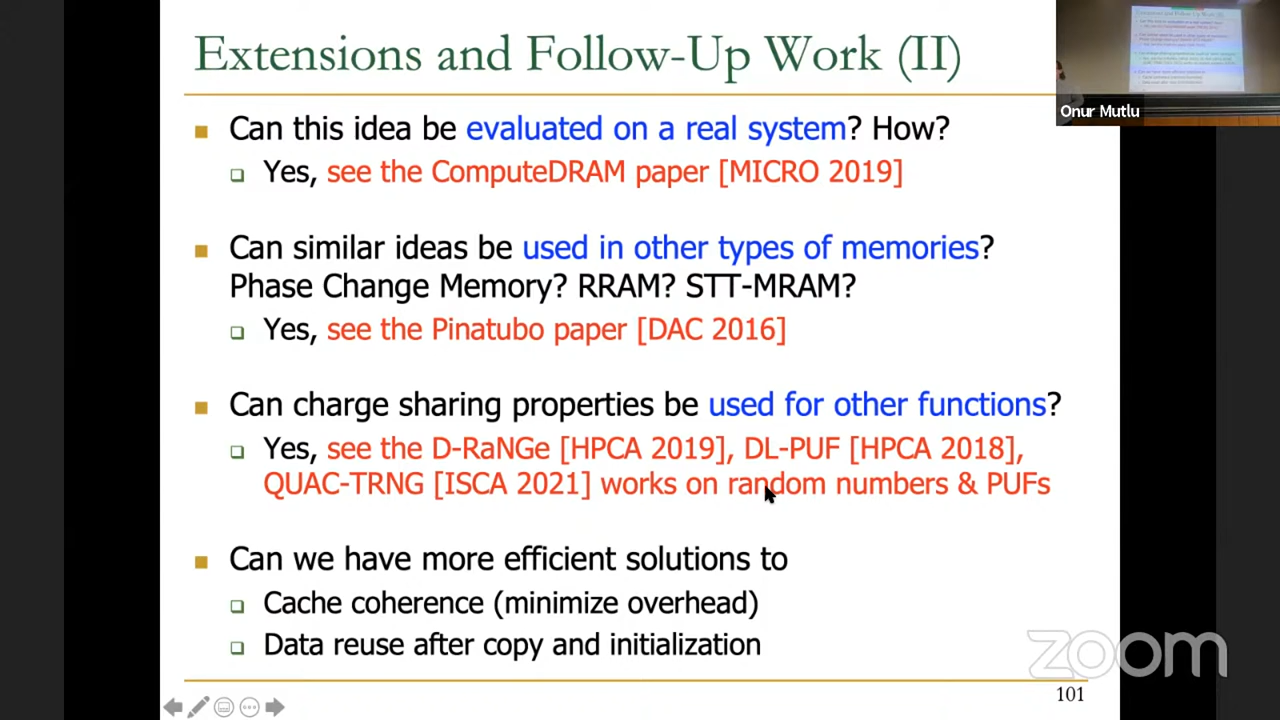 Extensions and Follow-Up Work (II)
Onur Mutlu
Can this idea be evaluated on a real system? How?
Yes, see the ComputeDRAM paper [MICRO 2019]
Can similar ideas be used in other types of memories?
Phase Change Memory? RRAM? STT-MRAM?
Yes, see the Pinatubo paper [DAC 2016]
Can charge sharing properties be used for other functions?
Yes, see the D-RaNGe [HPCA 2019], DL-PUF [HPCA 2018],
QUAC-TRNG [ISCA 2021] works on random numbers & PUFs
Can we have more efficient solutions to
Cache coherence (minimize overhead)
Data reuse after copy and initialization
zoom
101